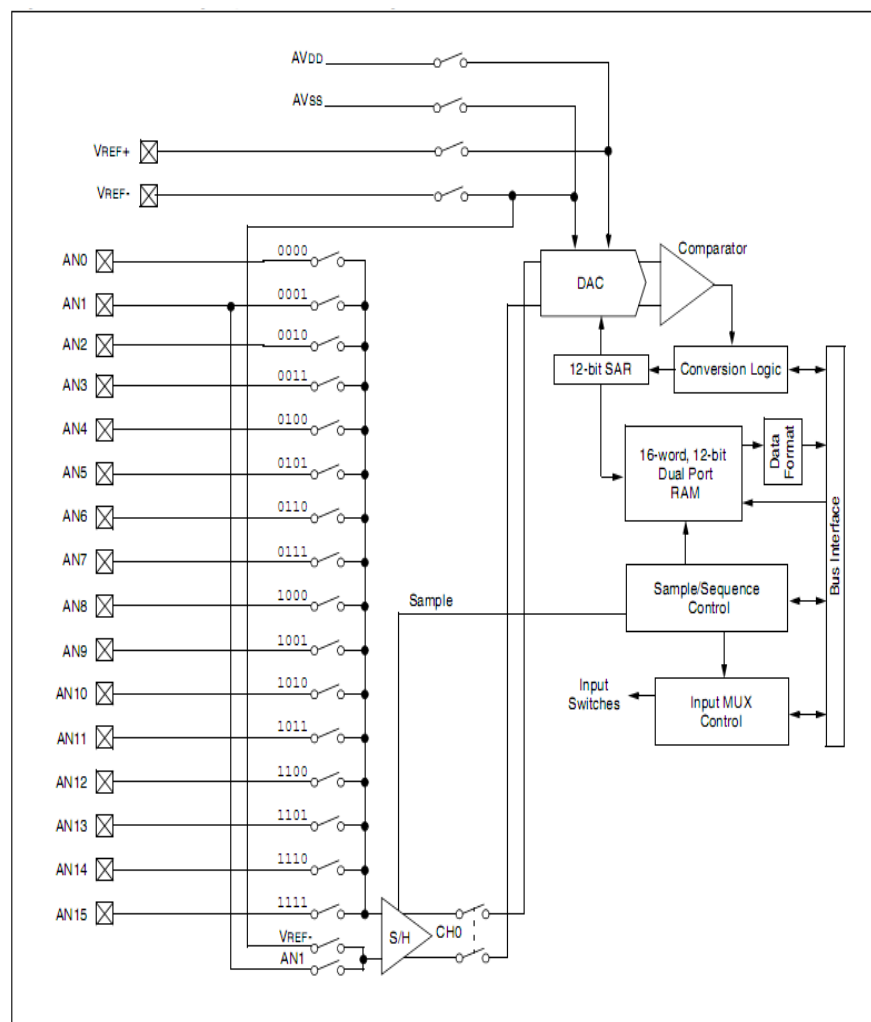 AVDD
AVSS
VREF+
VREF-
AN0 0000
AN1 0001
AN2 0010
AN3 0011
AN4 0100
AN5 0101
AN6 0110
AN7 0111
AN8 1000
AN9 1001
AN10 1010
AN11 1011
AN12 1100
AN13 1101
AN14 1110
AN15 1111
VREF-
AN1
S/H
CH0
Sample
DAC
Comparator
12-bit SAR
Conversion Logic
16-word, 12-bit
Dual Port
RAM
Data
Format
Sample/Sequence
Control
Input
Switches
Input MUX
Control
Bus Interface